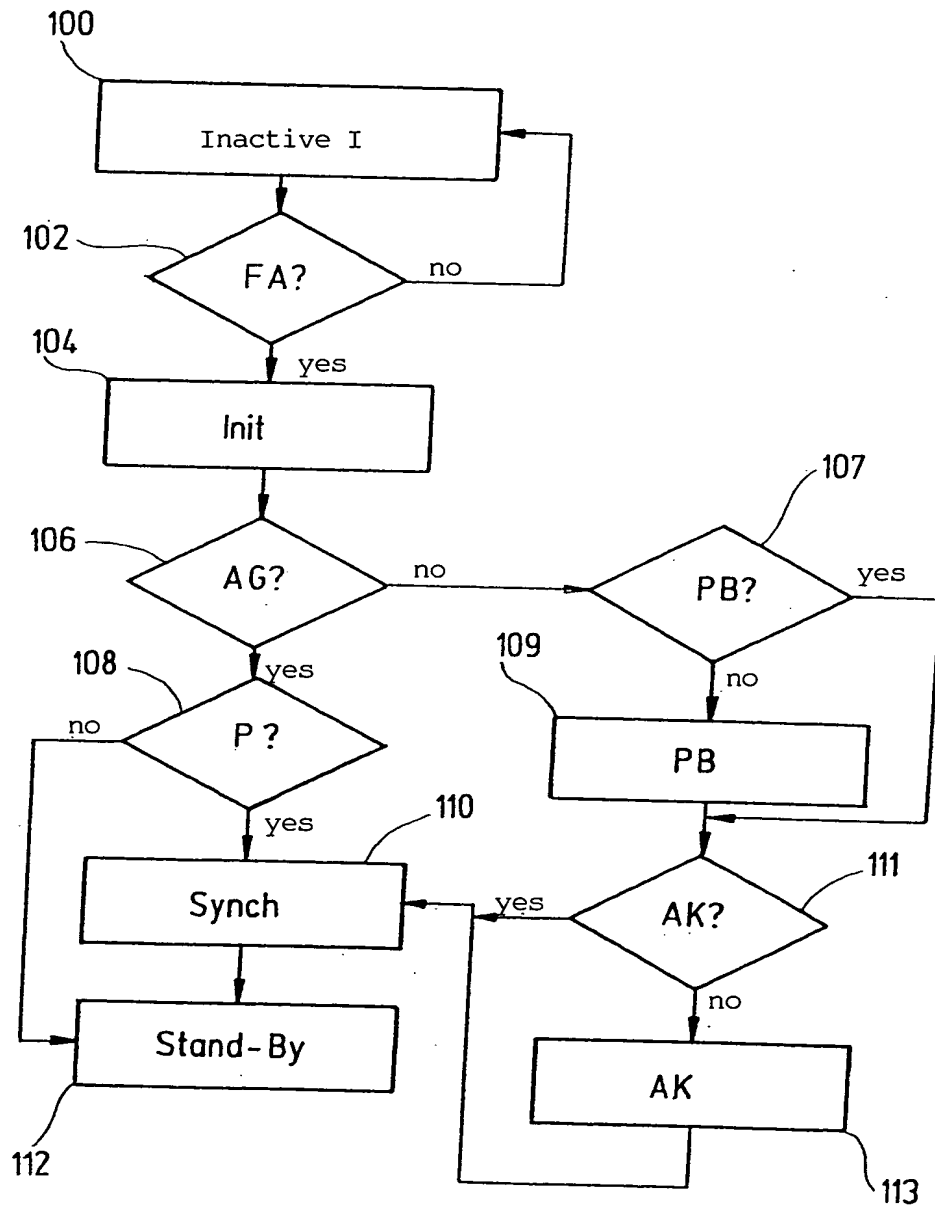 100
Inactive I
102
FA?
no
104
yes
Init
107
106
AG?
no
PB?
yes
108
yes
109
no
no
P?
PB
yes
110
111
Synch
yes
AK?
no
Stand-By
AK
112
113